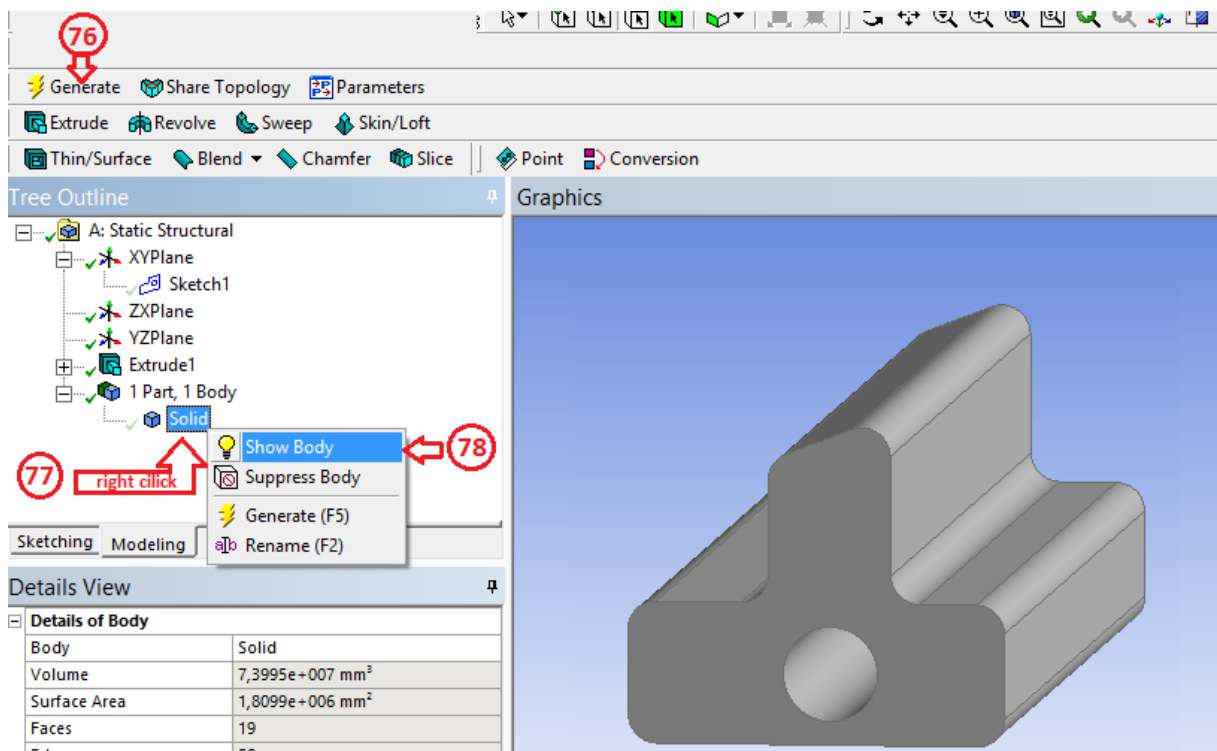 76
Generate Share Topology Parameters
Extrude Revolve Sweep Skin/Loft
Thin/Surface Blend Chamfer Slice Point Conversion
Tree Outline
Graphics
A: Static Structural
XYPlane
Sketch1
ZXPlane
YZPlane
Extrude1
1 Part, 1 Body
Solid
Show Body
78
Suppress Body
77
right cilick
Generate (F5)
Rename (F2)
Sketching Modeling
Details View
Details of Body
Body Solid
Volume 7,3995e+007 mm³
Surface Area 1,8099e+006 mm²
Faces 19